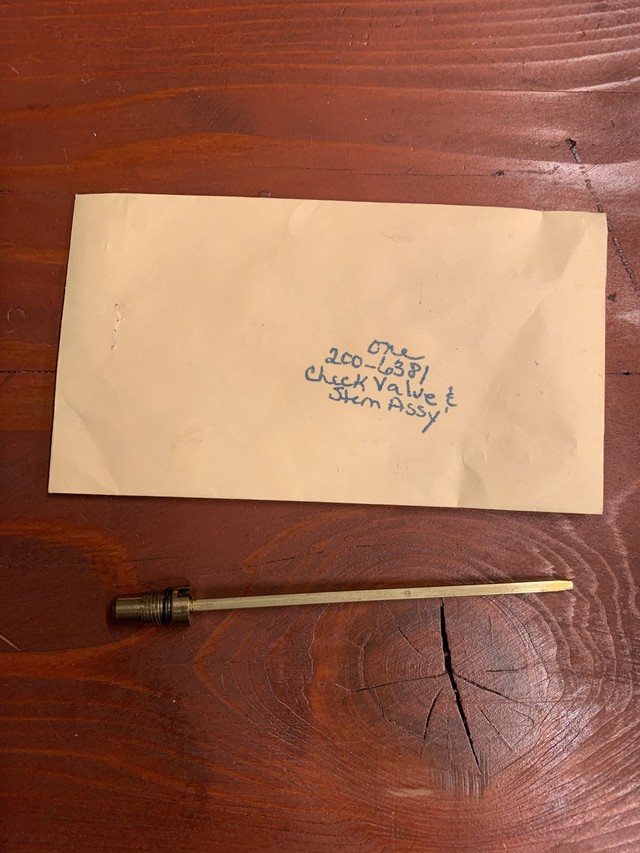 One
200-6381
Check Valve &
Stem Assy'